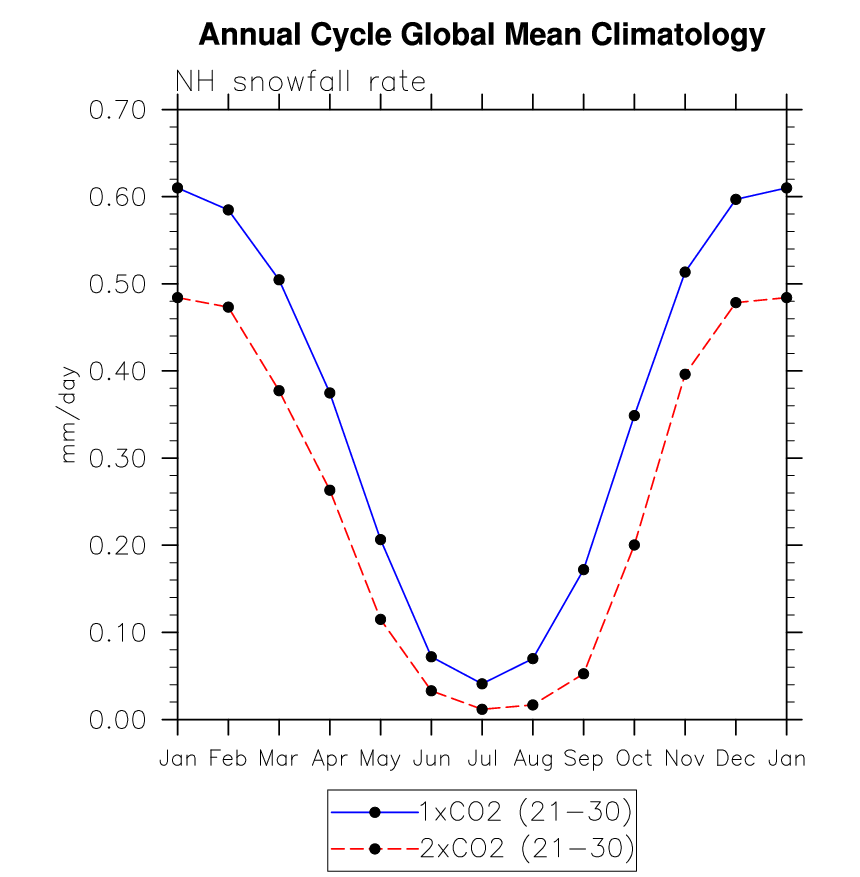 Annual Cycle Global Mean Climatology
NH snowfall rate
0.70
0.60
0.50
0.40
0.30
0.20
0.10
0.00
mm/day
Jan Feb Mar Apr May Jun Jul Aug Sep Oct Nov Dec Jan
1xCO2 (21-30)
2xCO2 (21-30)